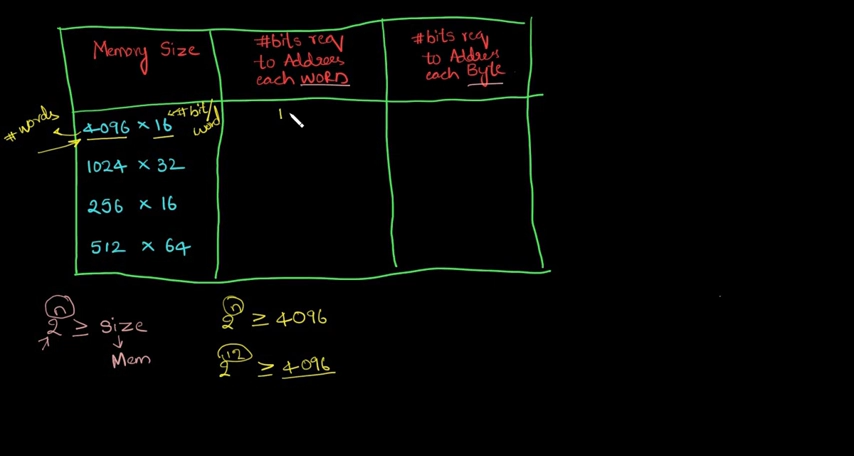 Memory Size
#bits req
to Address
each WORD
#bits req
to Address
each Byte
#words
4096 × 16
#bit/
word
1
1024 × 32
256 × 16
512 × 64
2^n ≥ size
Mem
2^n ≥ 4096
2^12 ≥ 4096